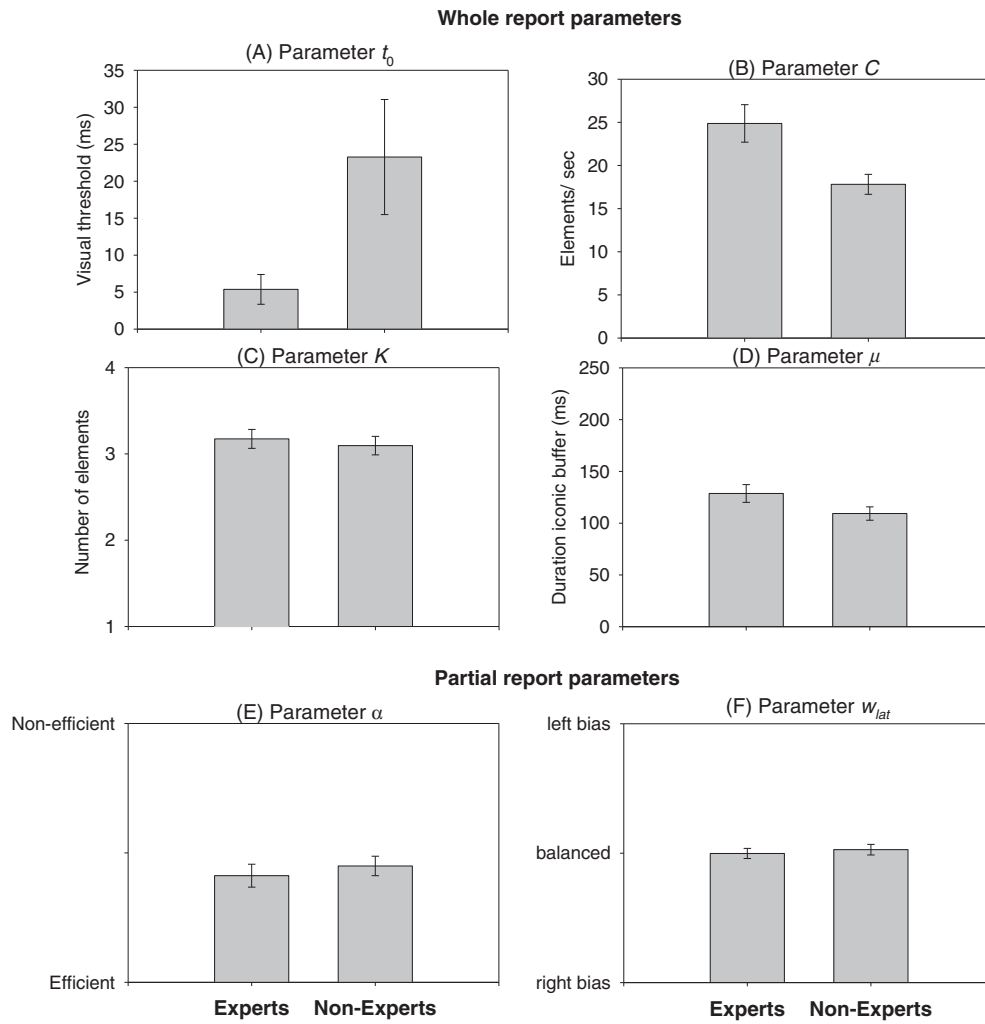 Whole report parameters
(A) Parameter t0
Visual threshold (ms)
35
30
25
20
15
10
5
0
(B) Parameter C
Elements/ sec
30
25
20
15
10
5
0
(C) Parameter K
Number of elements
4
3
2
1
(D) Parameter μ
Duration iconic buffer (ms)
250
200
150
100
50
0
Partial report parameters
(E) Parameter α
Non-efficient
Efficient
Experts Non-Experts
(F) Parameter wlat
left bias
balanced
right bias
Experts Non-Experts